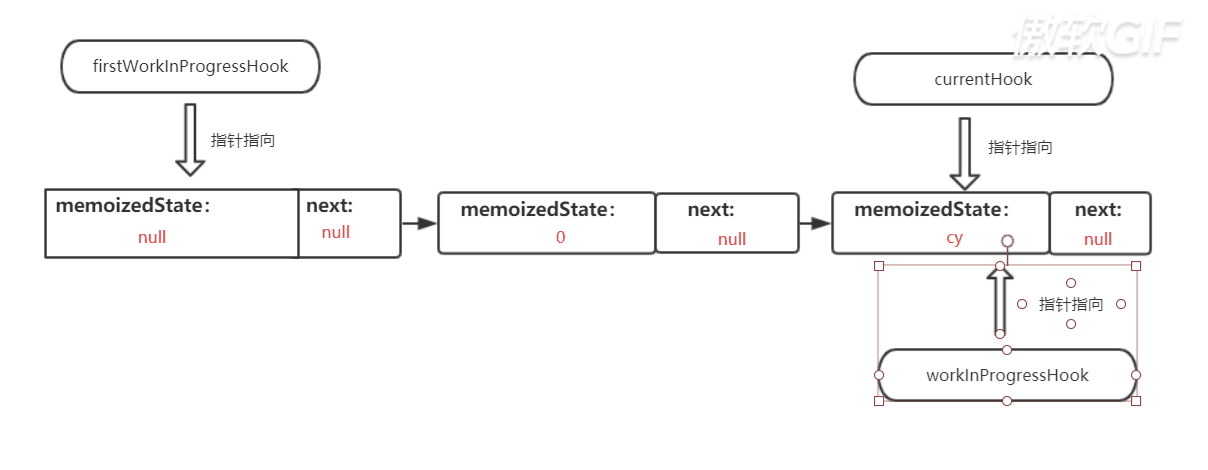 傲软GIF
firstWorkInProgressHook
currentHook
指针指向
指针指向
memoizedState：
next:
null
null
memoizedState：
next:
0
null
memoizedState：
next:
cy
null
指针指向
workInProgressHook